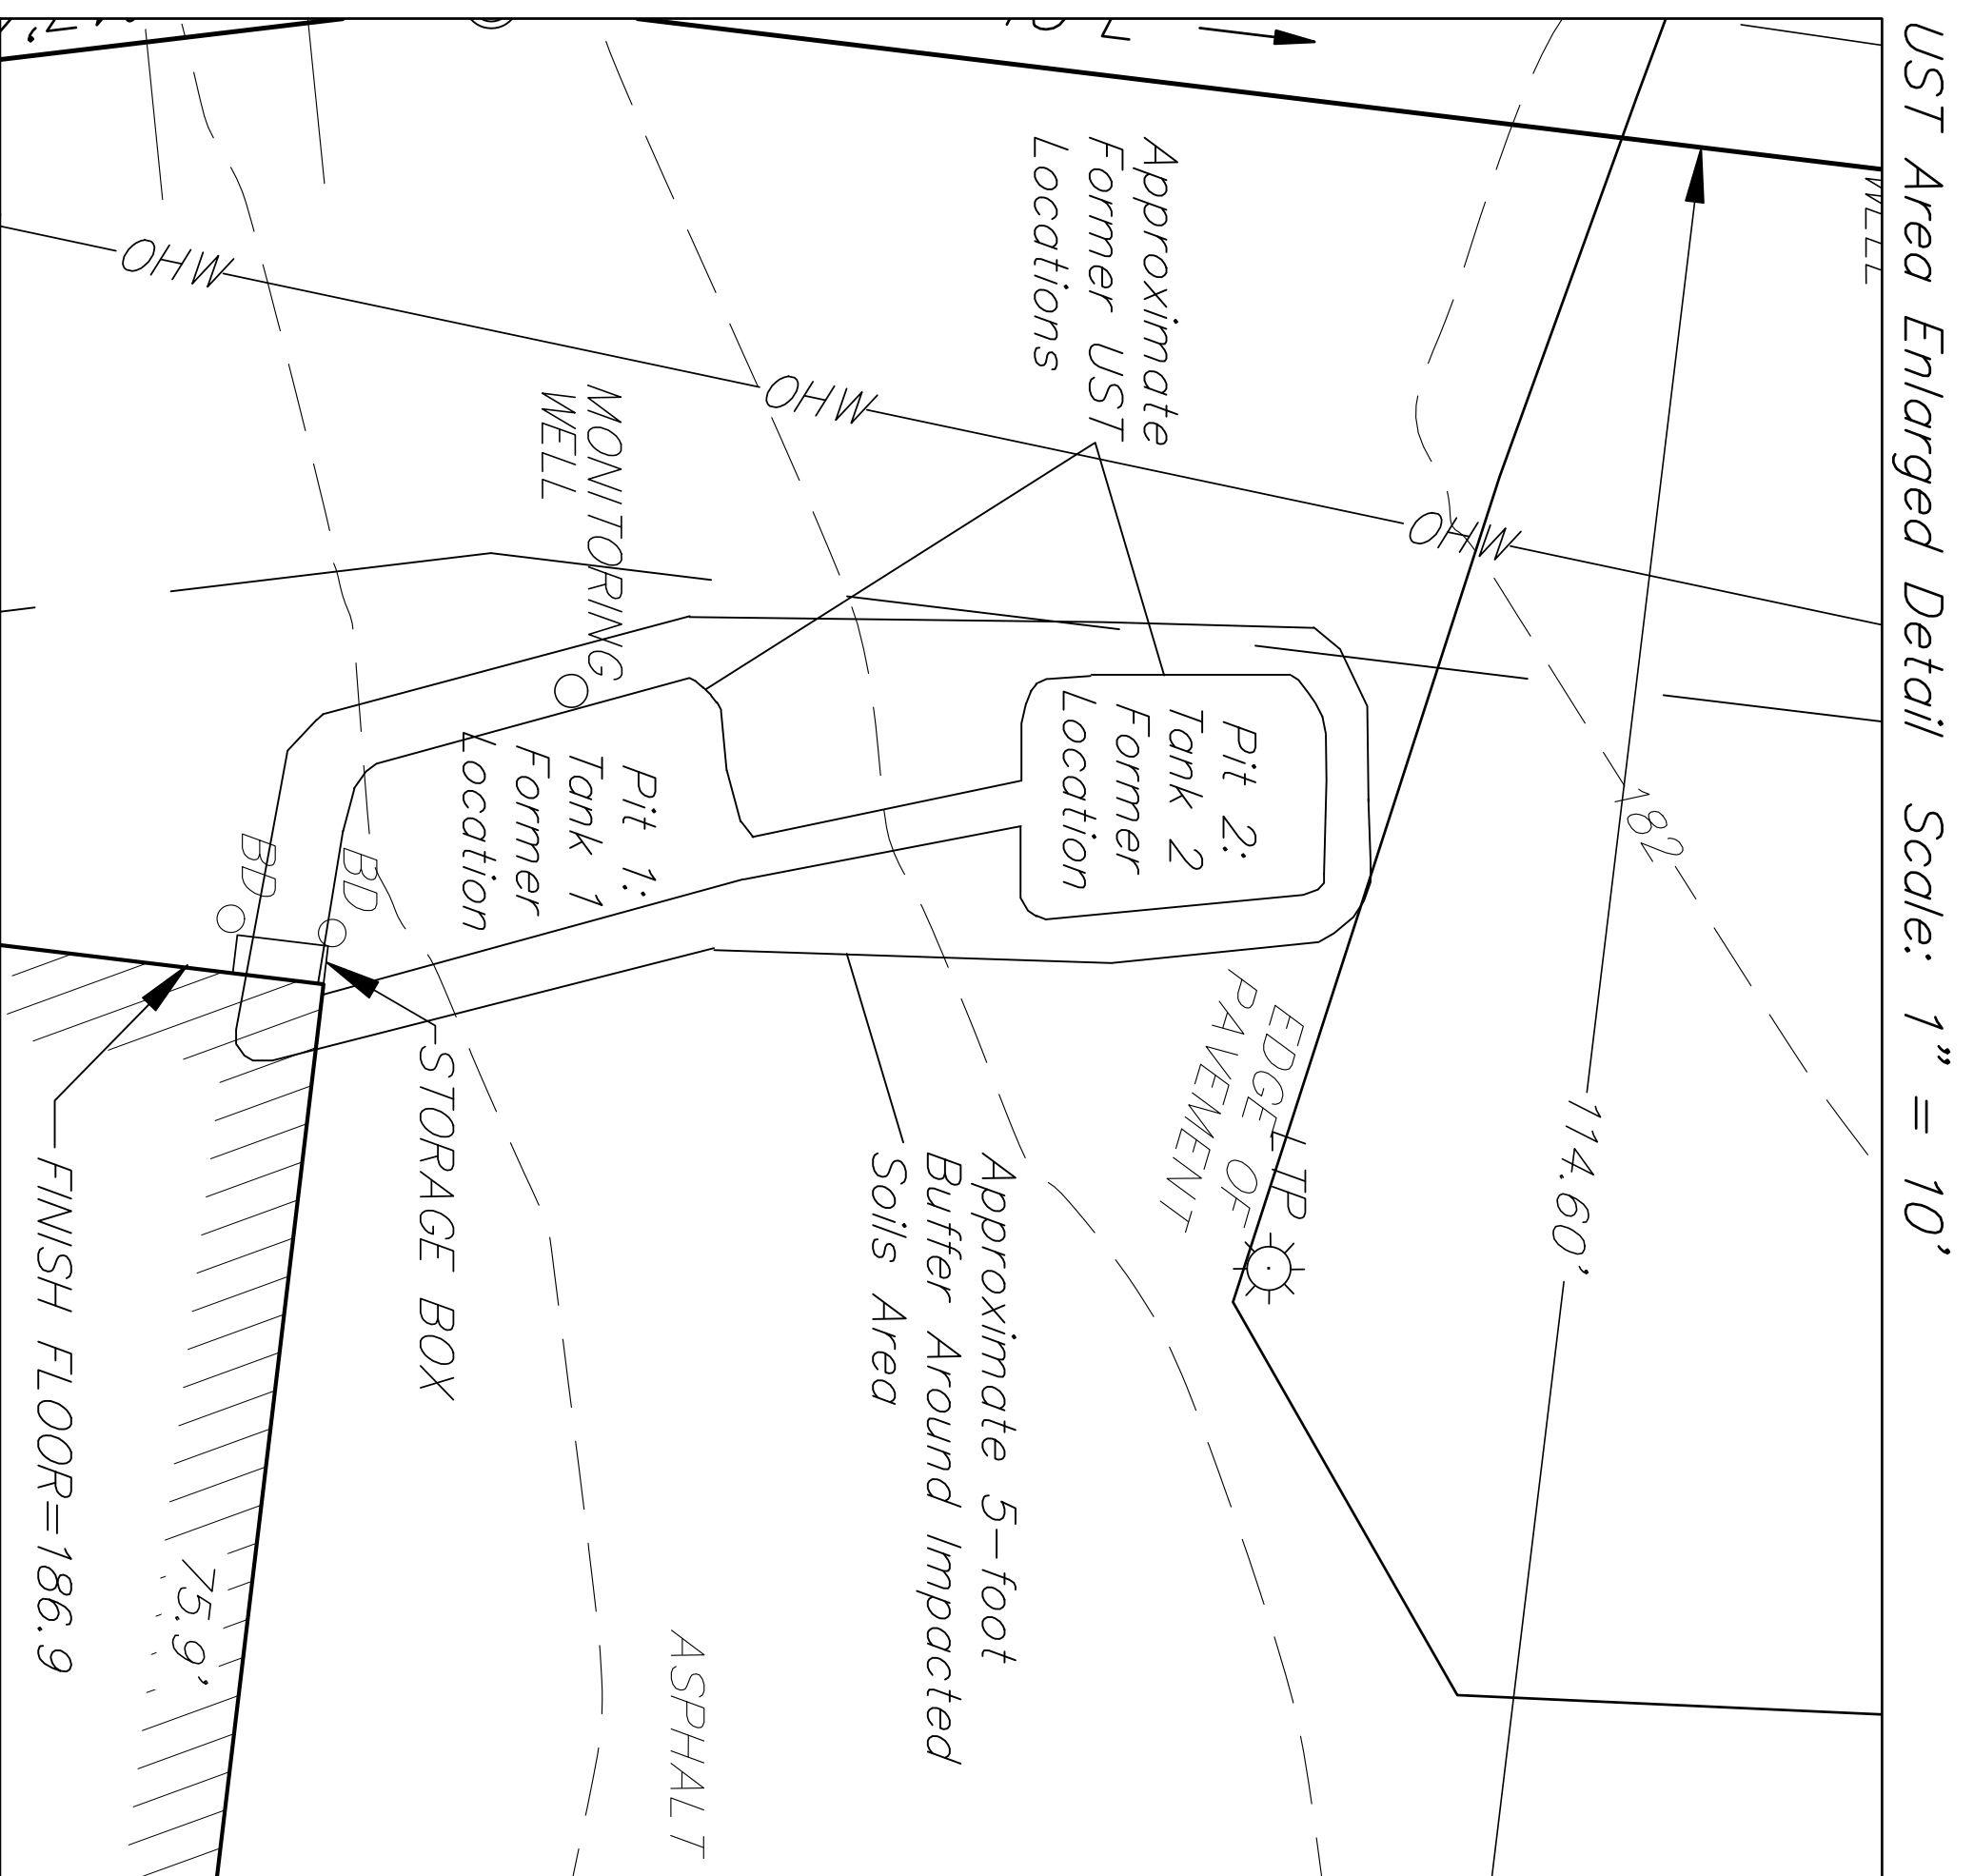 UST Area Enlarged Detail Scale: 1" = 10'
WELL
Approximate
Former UST
Locations
OHW
OHW
OHW
MONITORING
WELL
182
114.60'
Pit 2:
Tank 2
Former
Location
Pit 1:
Tank 1
Former
Location
BD
BD
EDGE OF
PAVEMENT
LTP
Approximate 5-foot
Buffer Around Impacted
Soils Area
STORAGE BOX
FINISH FLOOR=186.9
75.9'
ASPHALT